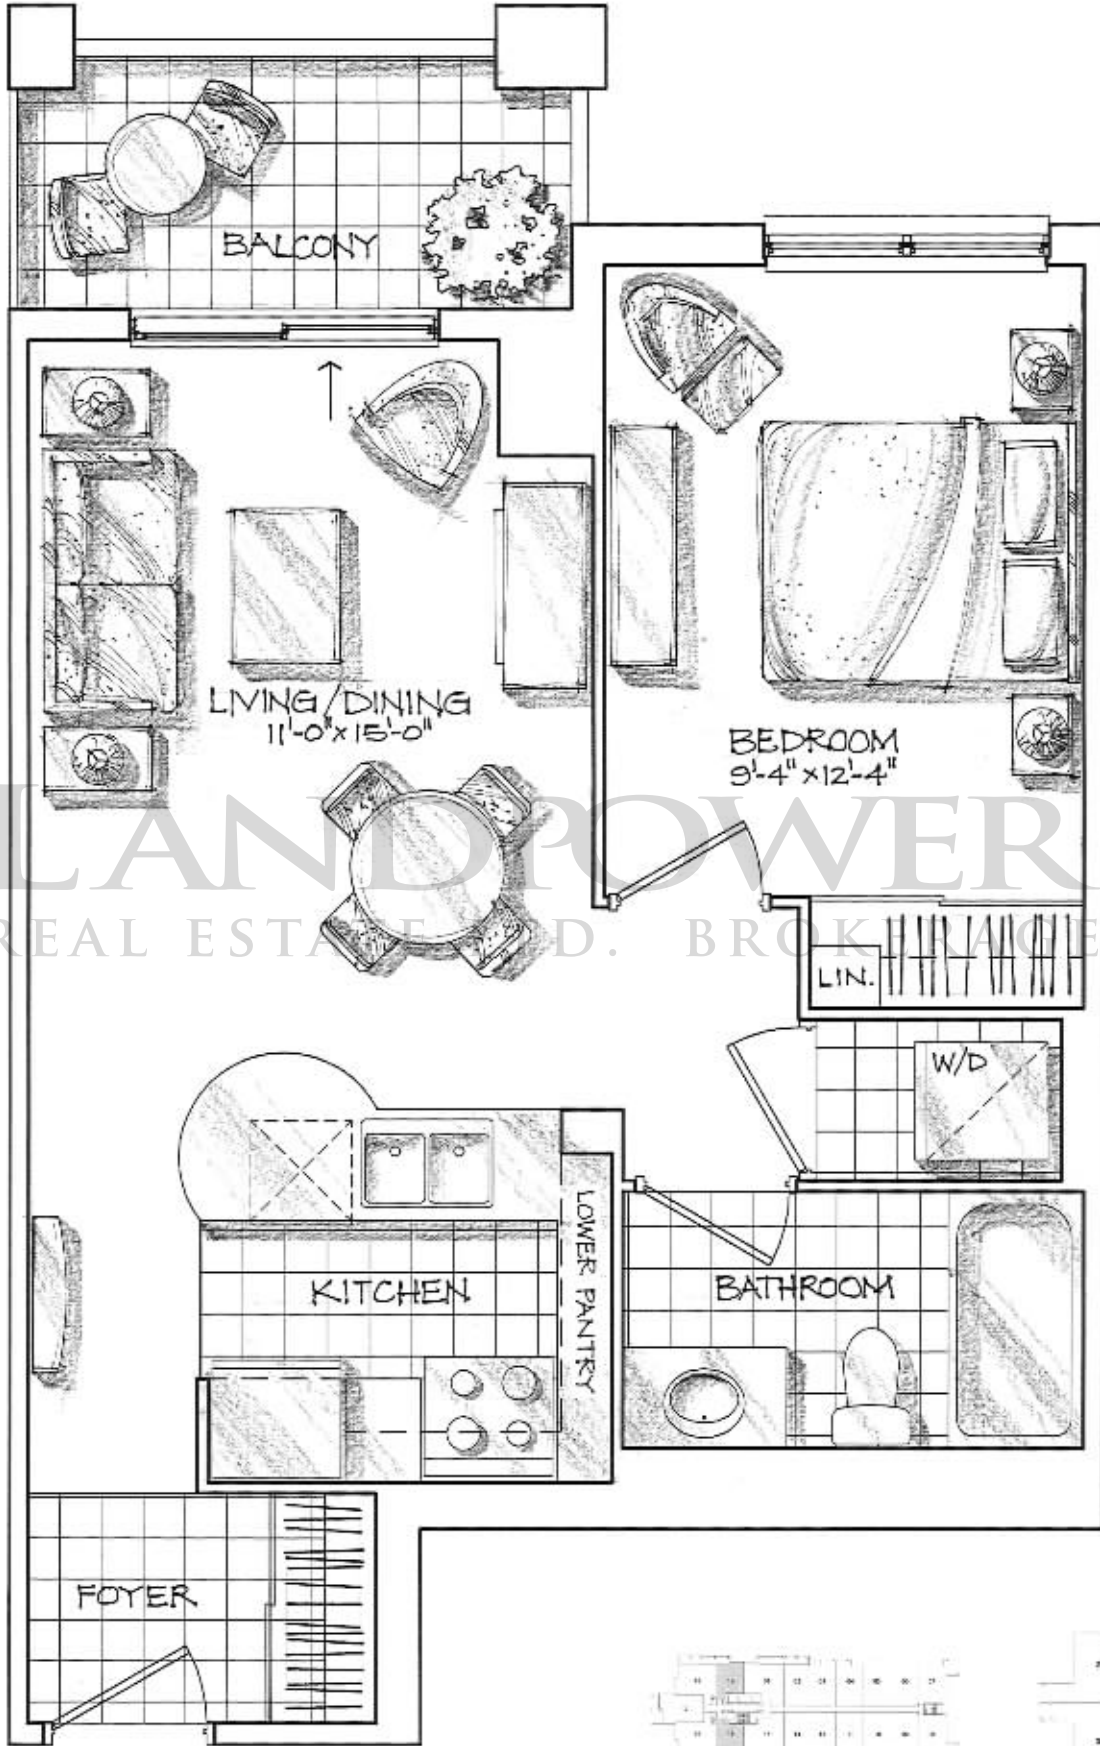 BALCONY
LIVING/DINING
11'-0"x15'-0"
BEDROOM
9'-4"x12'-4"
LANDPOWER
REAL ESTATE LTD. BROKERAGE
LIN.
W/D
LOWER PANTRY
KITCHEN
BATHROOM
FOYER